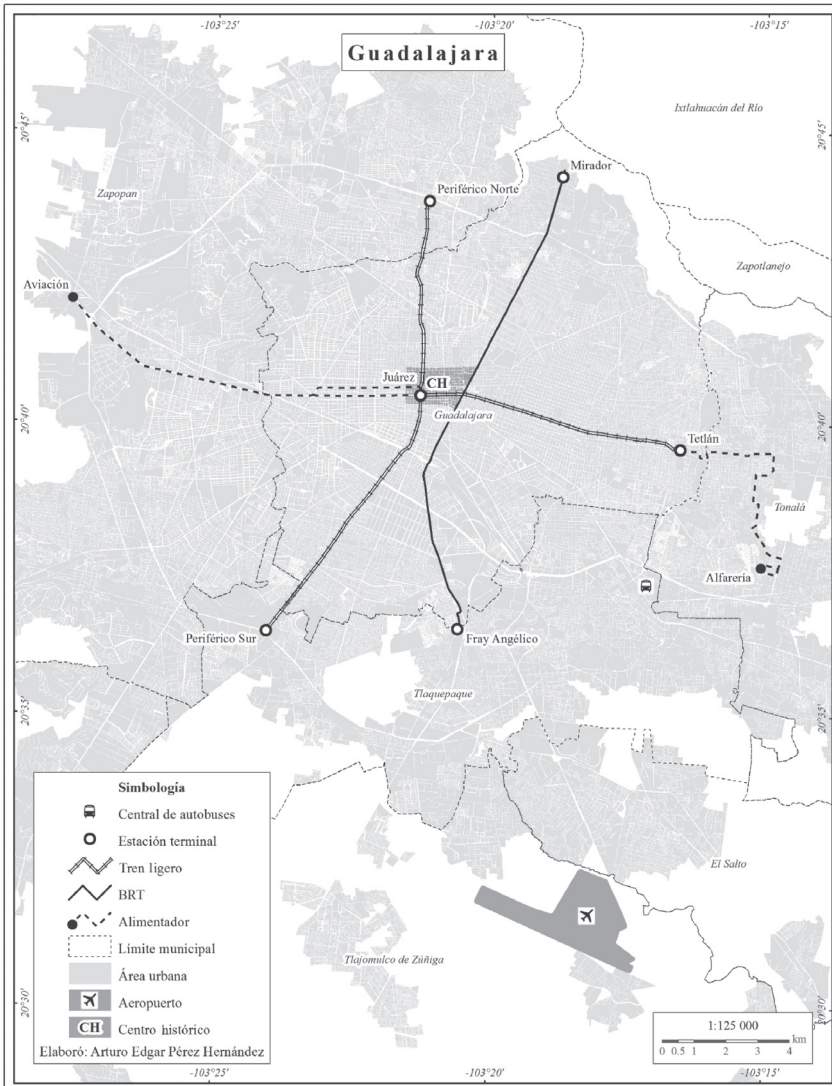 -103°25'
-103°20'
-103°15'
Guadalajara
Ixtlahuacán del Río
20°45'
20°45'
Mirador
Zapopan
Periférico Norte
Zapotlanejo
Aviación
Juárez
CH
Guadalajara
20°40'
20°40'
Tetlán
Tonalá
Alfarería
Periférico Sur
Fray Angélico
Tlaquepaque
20°35'
20°35'
Simbología
Central de autobuses
Estación terminal
Tren ligero
BRT
Alimentador
Límite municipal
Área urbana
Aeropuerto
CH
Centro histórico
Elaboró: Arturo Edgar Pérez Hernández
El Salto
Tlajomulco de Zúñiga
20°30'
20°30'
1:125 000
km
0 0.5 1 2 3 4
-103°25'
-103°20'
-103°15'